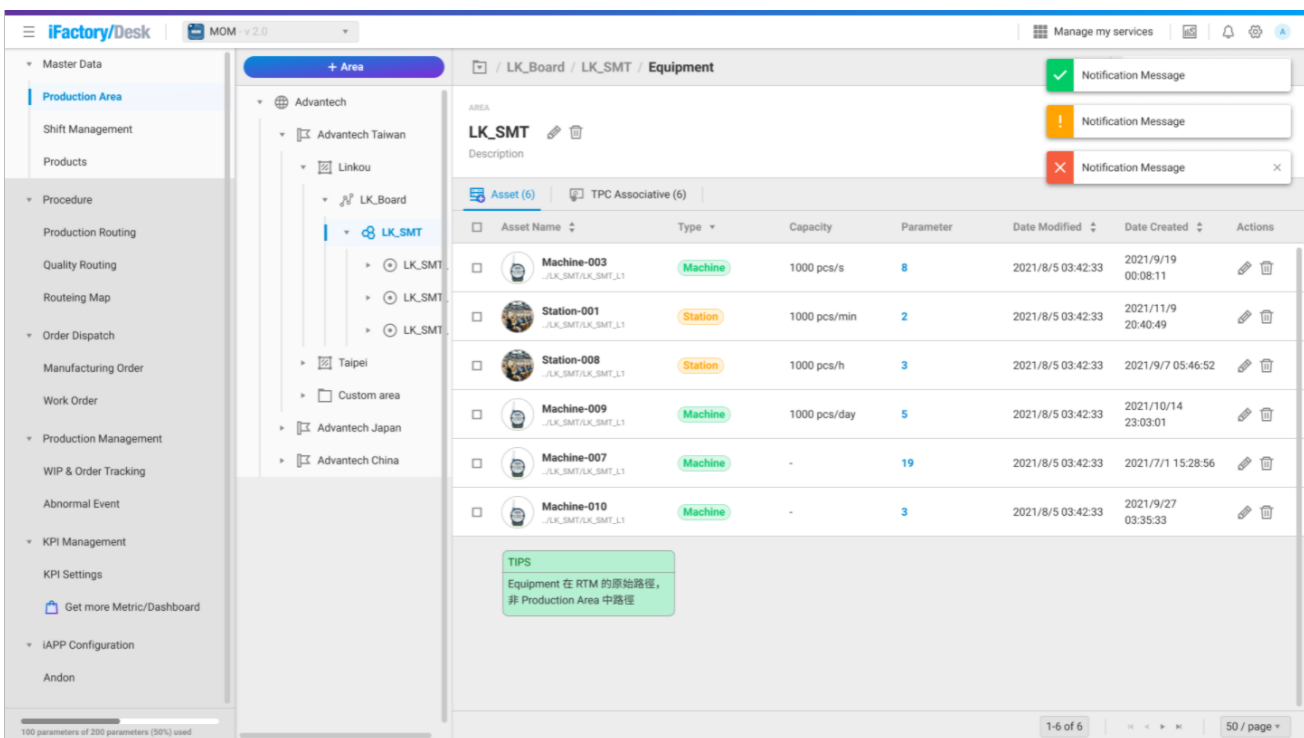 iFactory/Desk
MOM - v 2.0
Manage my services
A
Master Data
Production Area
Shift Management
Products
Procedure
Production Routing
Quality Routing
Routeing Map
Order Dispatch
Manufacturing Order
Work Order
Production Management
WIP & Order Tracking
Abnormal Event
KPI Management
KPI Settings
Get more Metric/Dashboard
iAPP Configuration
Andon
100 parameters of 200 parameters (50%) used
+ Area
Advantech
Advantech Taiwan
Linkou
LK_Board
LK_SMT
LK_SMT_
LK_SMT_
LK_SMT_
Taipei
Custom area
Advantech Japan
Advantech China
/ LK_Board / LK_SMT / Equipment
Notification Message
Notification Message
Notification Message
AREA
LK_SMT
Description
Asset (6) TPC Associative (6)
Asset Name Type Capacity Parameter Date Modified Date Created Actions
Machine-003 Machine 1000 pcs/s 8 2021/8/5 03:42:33 2021/9/19 00:08:11
../LK_SMT/LK_SMT_L1
Station-001 Station 1000 pcs/min 2 2021/8/5 03:42:33 2021/11/9 20:40:49
../LK_SMT/LK_SMT_L1
Station-008 Station 1000 pcs/h 3 2021/8/5 03:42:33 2021/9/7 05:46:52
../LK_SMT/LK_SMT_L1
Machine-009 Machine 1000 pcs/day 5 2021/8/5 03:42:33 2021/10/14 23:03:01
../LK_SMT/LK_SMT_L1
Machine-007 Machine - 19 2021/8/5 03:42:33 2021/7/1 15:28:56
../LK_SMT/LK_SMT_L1
Machine-010 Machine - 3 2021/8/5 03:42:33 2021/9/27 03:35:33
../LK_SMT/LK_SMT_L1
TIPS
Equipment 在 RTM 的原始路徑，
非 Production Area 中路徑
1-6 of 6
50 / page